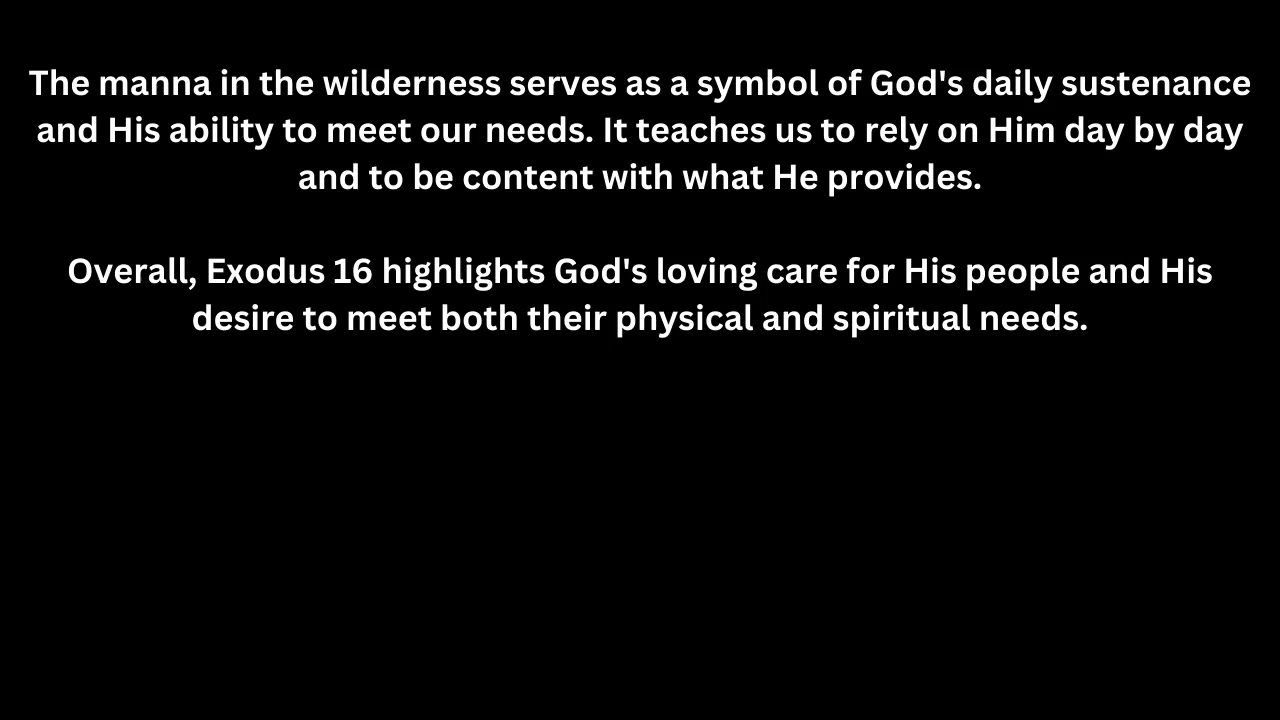 The manna in the wilderness serves as a symbol of God's daily sustenance
and His ability to meet our needs. It teaches us to rely on Him day by day
and to be content with what He provides.
Overall, Exodus 16 highlights God's loving care for His people and His
desire to meet both their physical and spiritual needs.